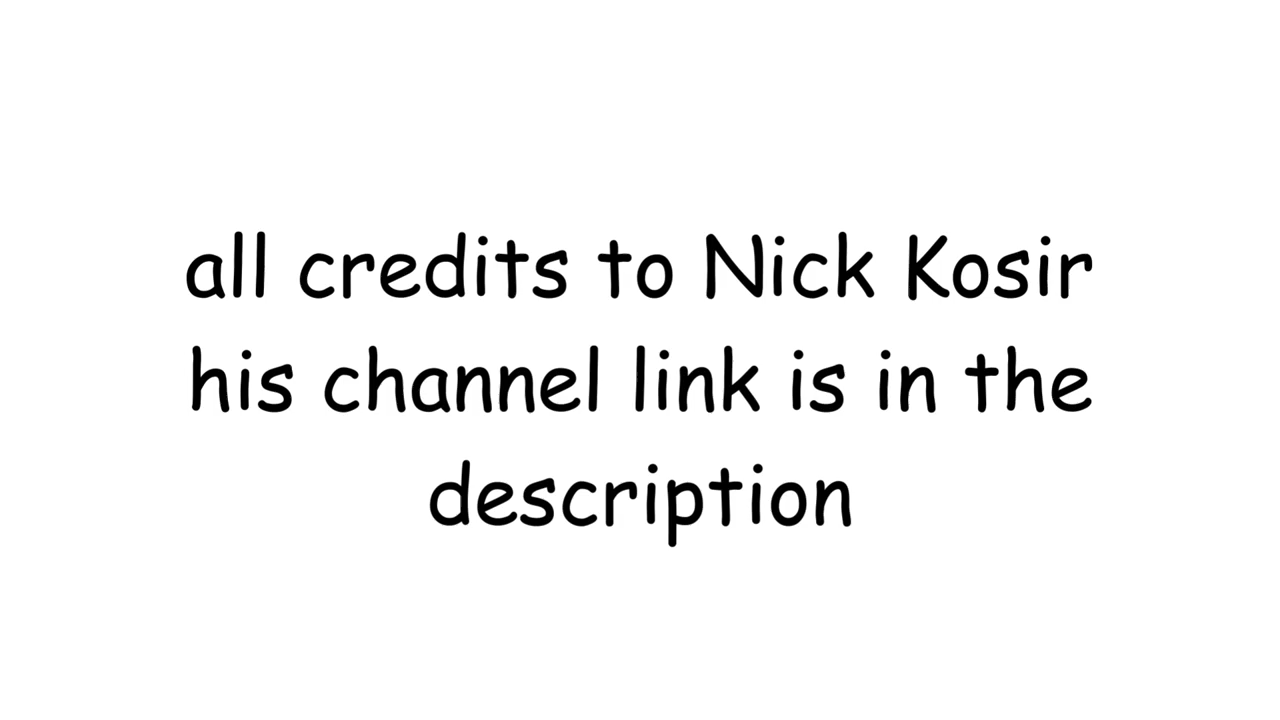 all credits to Nick Kosir
his channel link is in the
description